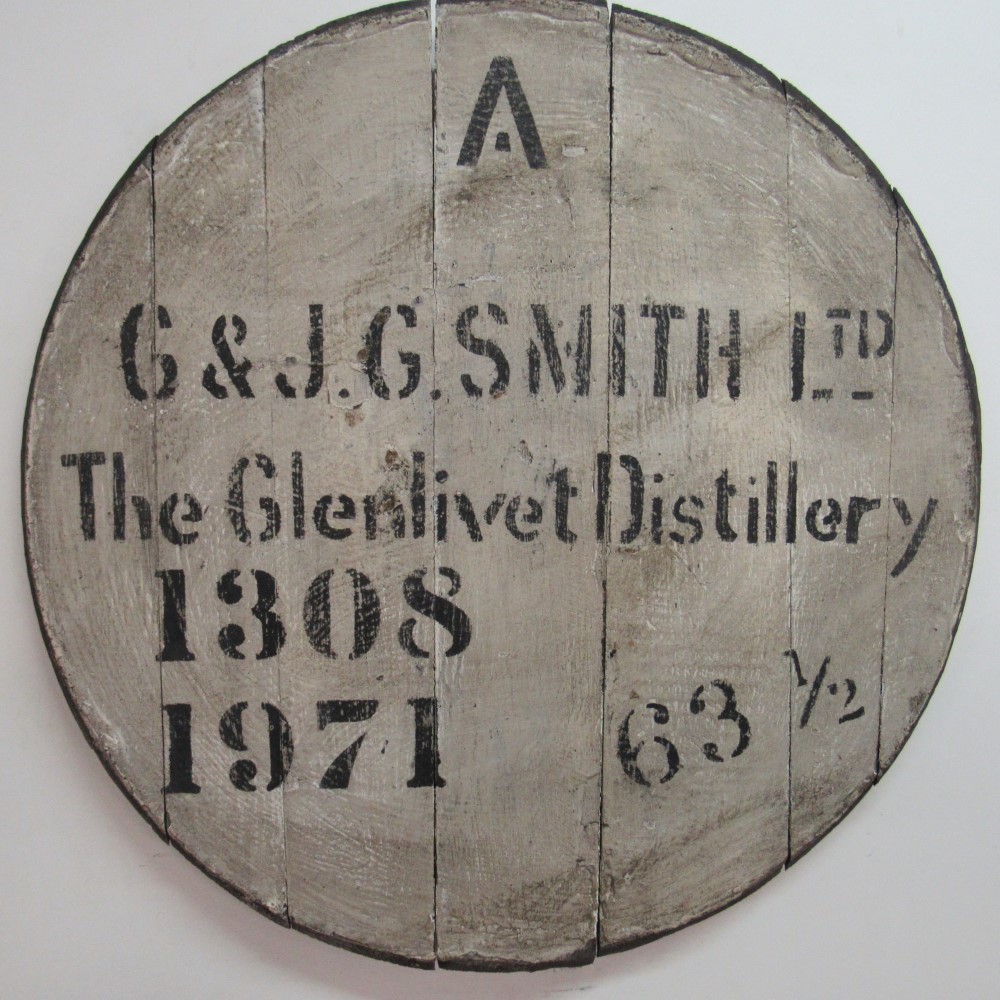 A
G & J.G. SMITH LTD
The Glenlivet Distillery
1308
1971 63 1/2